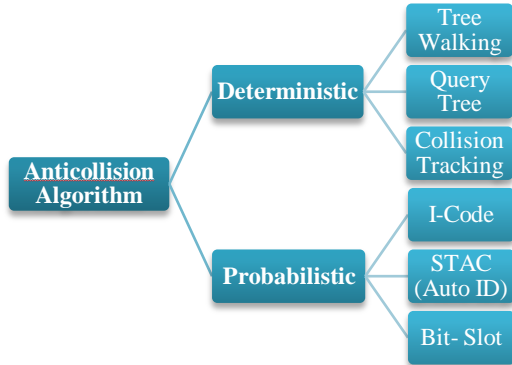 Tree
Walking
Deterministic
Query
Tree
Collision
Tracking
Anticollision
Algorithm
I-Code
Probabilistic
STAC
(Auto ID)
Bit- Slot